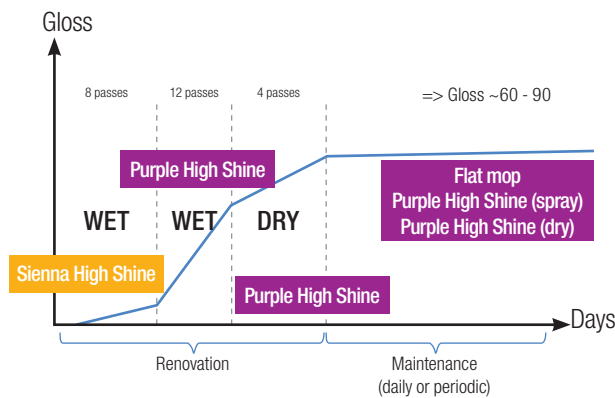 Gloss
8 passes
12 passes
4 passes
=> Gloss ~60 - 90
Purple High Shine
Flat mop
Purple High Shine (spray)
Purple High Shine (dry)
WET
WET
DRY
Sienna High Shine
Purple High Shine
Days
Renovation
Maintenance
(daily or periodic)